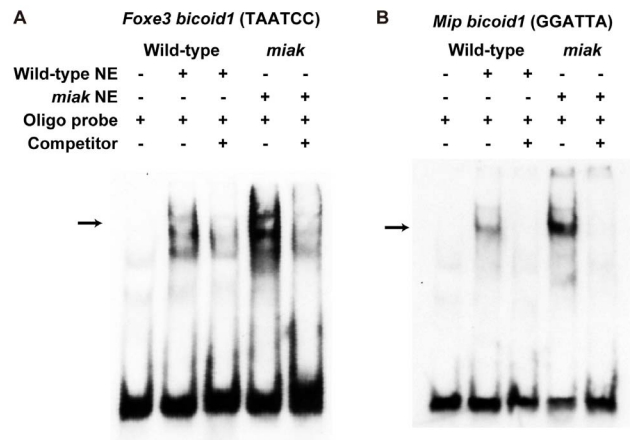 A Foxe3 bicoid1 (TAATCC)
Wild-type miak
Wild-type NE - + + - -
miak NE - - - + +
Oligo probe + + + + +
Competitor - - + - +
B Mip bicoid1 (GGATTA)
Wild-type miak
- + + - -
- - - + +
+ + + + +
- - + - +